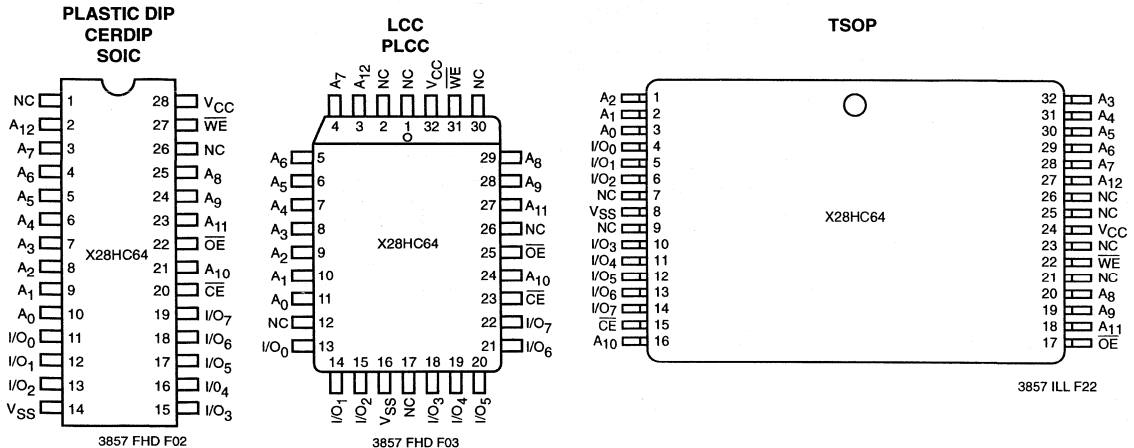 PLASTIC DIP
CERDIP
SOIC
NC 1 28 VCC
A12 2 27 W̅E̅
A7 3 26 NC
A6 4 25 A8
A5 5 24 A9
A4 6 23 A11
A3 7 22 O̅E̅
X28HC64
A2 8 21 A10
A1 9 20 C̅E̅
A0 10 19 I/O7
I/O0 11 18 I/O6
I/O1 12 17 I/O5
I/O2 13 16 I/04
VSS 14 15 I/O3
3857 FHD F02
LCC
PLCC
A7 A12 NC NC VCC W̅E̅ NC
4 3 2 1 32 31 30
A6 5 29 A8
A5 6 28 A9
A4 7 27 A11
A3 8 26 NC
X28HC64
A2 9 25 O̅E̅
A1 10 24 A10
A0 11 23 C̅E̅
NC 12 22 I/O7
I/O0 13 21 I/O6
14 15 16 17 18 19 20
I/O1 I/O2 VSS NC I/O3 I/O4 I/O5
3857 FHD F03
TSOP
A2 1 32 A3
A1 2 31 A4
A0 3 30 A5
I/O0 4 29 A6
I/O1 5 28 A7
I/O2 6 27 A12
NC 7 26 NC
VSS 8 25 NC
X28HC64
NC 9 24 VCC
I/O3 10 23 NC
I/O4 11 22 W̅E̅
I/O5 12 21 NC
I/O6 13 20 A8
I/O7 14 19 A9
C̅E̅ 15 18 A11
A10 16 17 O̅E̅
3857 ILL F22